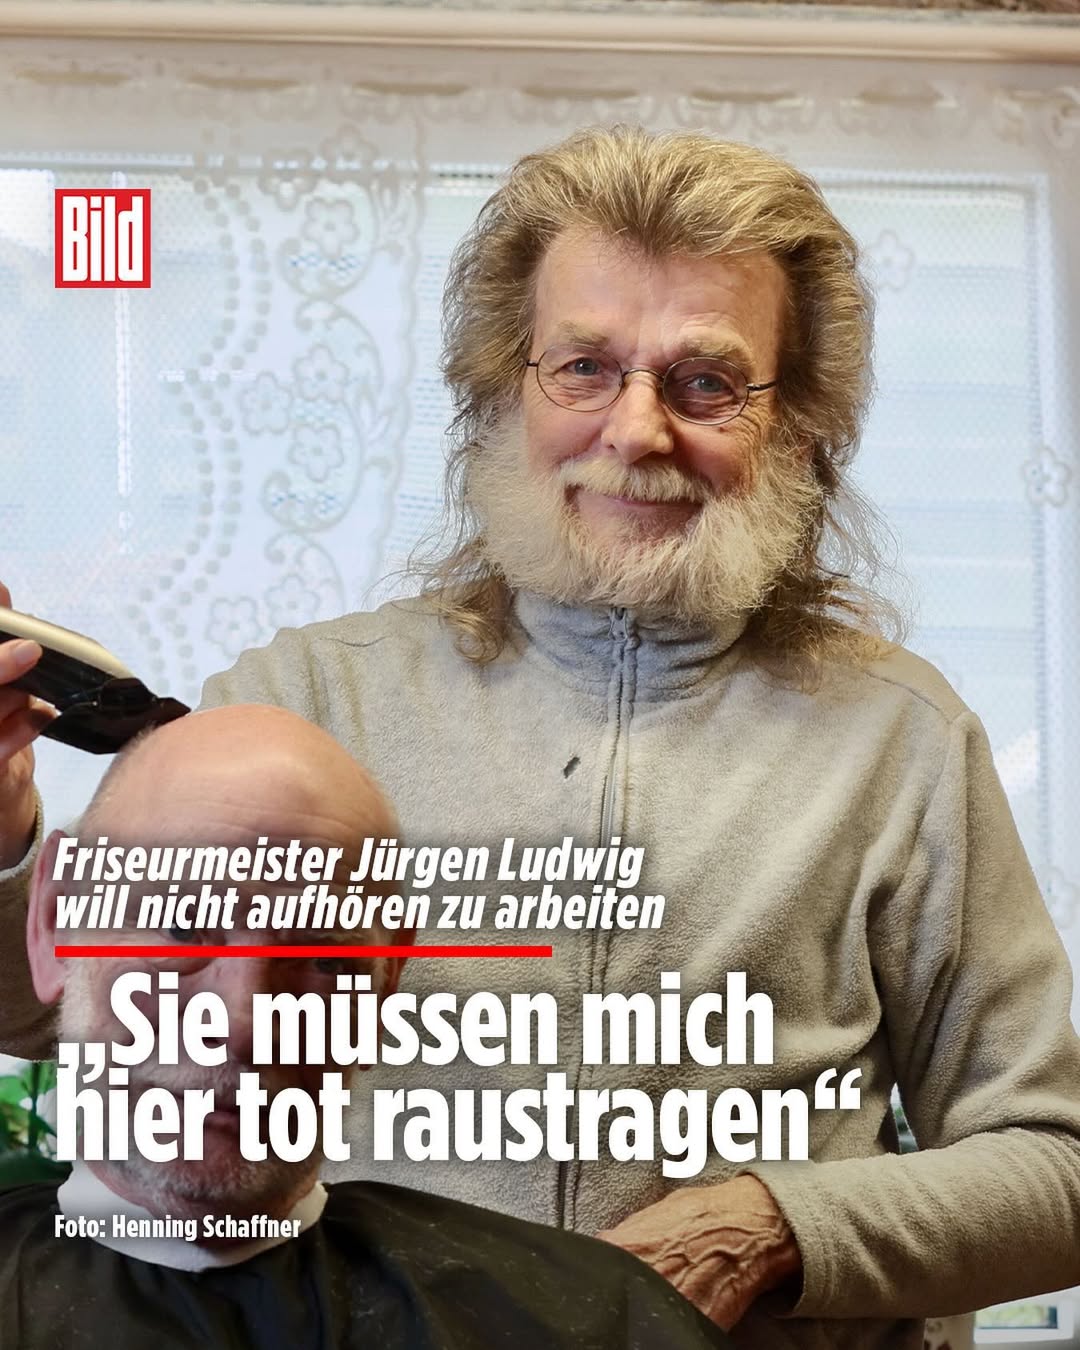 Bild
Friseurmeister Jürgen Ludwig
will nicht aufhören zu arbeiten
„Sie müssen mich
hier tot raustragen“
Foto: Henning Schaffner